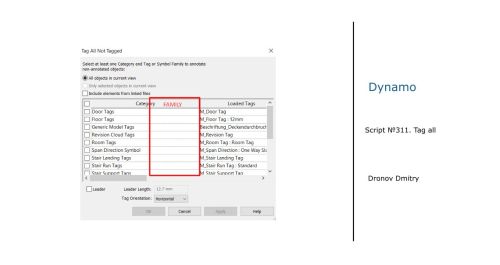 Tag All Not Tagged
Select at least one Category and Tag or Symbol Family to annotate
non-annotated objects:
All objects in current view
Only selected objects in current view
Include elements from linked files
Category FAMILY Loaded Tags
Door Tags M_Door Tag
Floor Tags M_Floor Tag : 12mm
Generic Model Tags Beschriftung_Deckendurchbruch
Revision Cloud Tags M_Revision Tag
Room Tags M_Room Tag : Room Tag
Span Direction Symbol M_Span Direction : One Way Sla
Stair Landing Tags M_Stair Landing Tag
Stair Run Tags M_Stair Run Tag : Standard
Stair Support Tags M_Stair Support Tag
Leader Leader Length: 12.7 mm
Tag Orientation: Horizontal
OK Cancel Apply Help
Dynamo
Script №311. Tag all
Dronov Dmitry